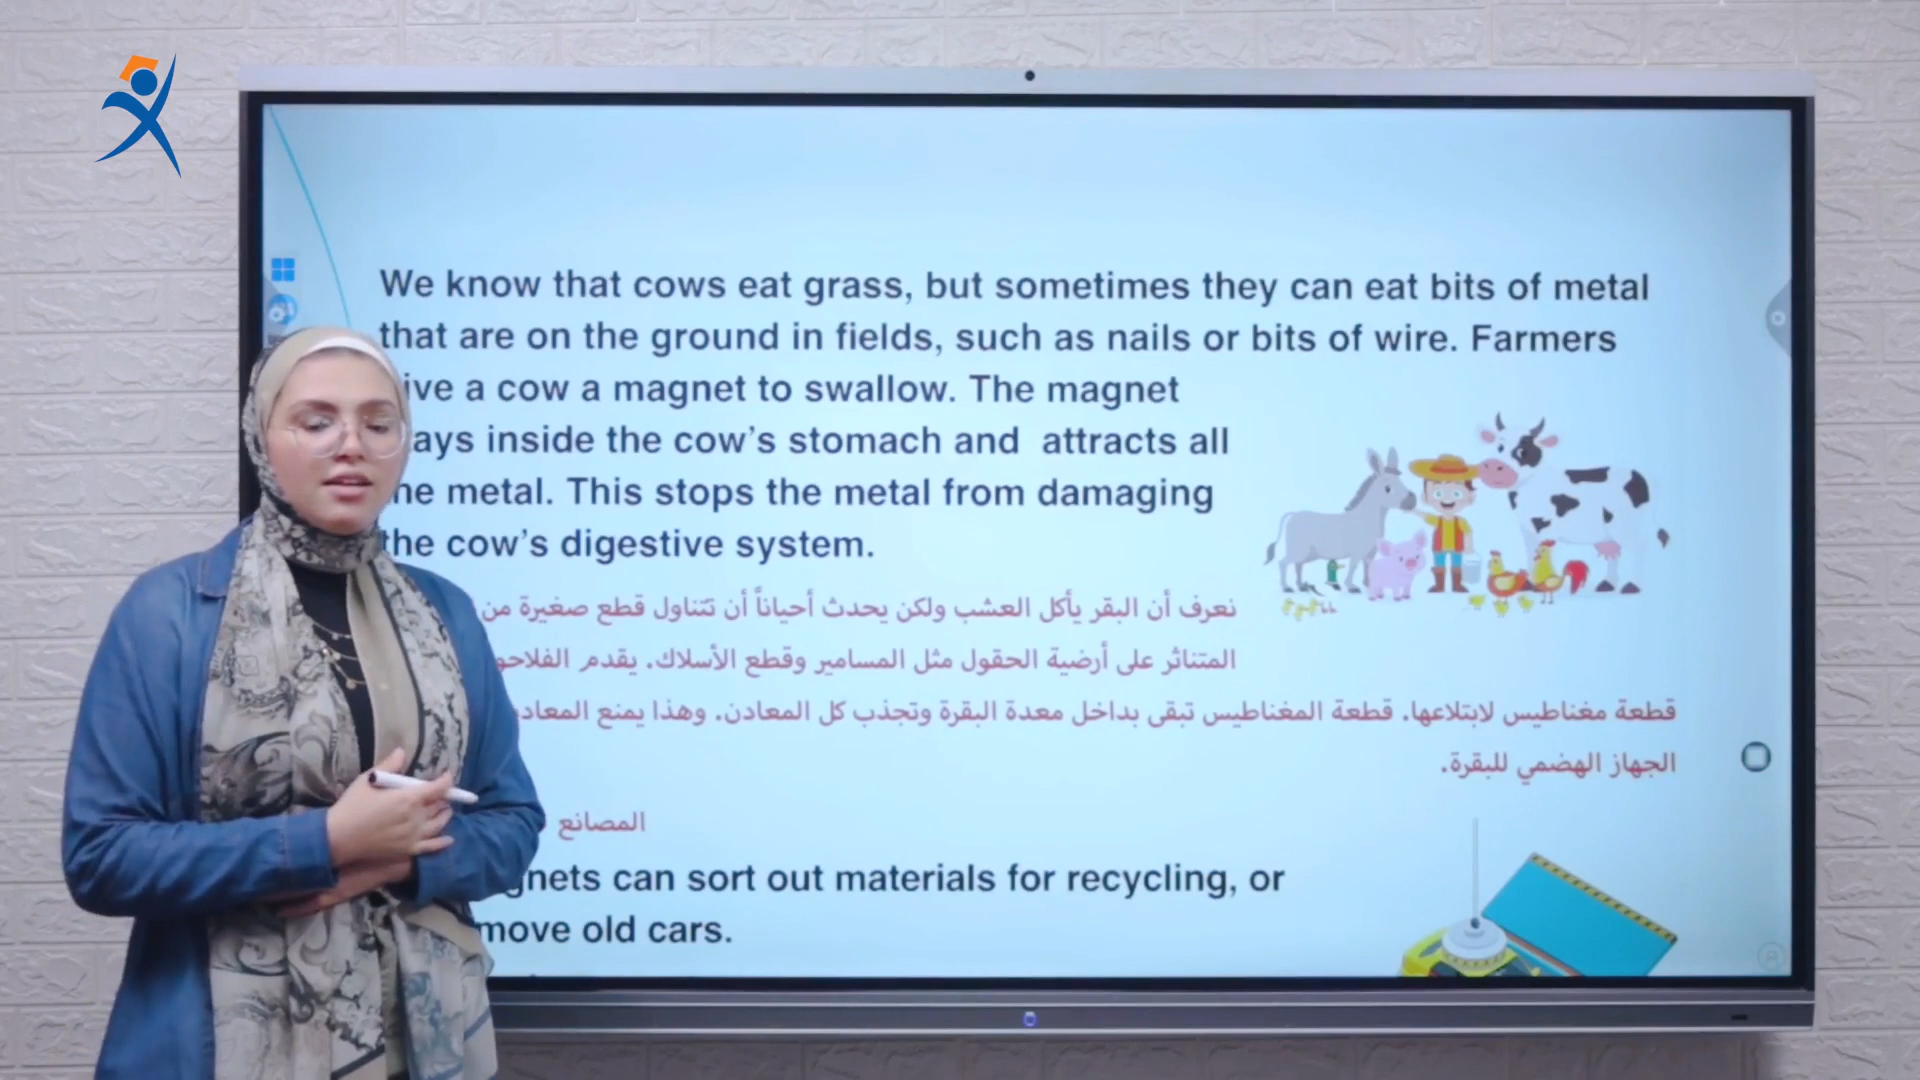 We know that cows eat grass, but sometimes they can eat bits of metal
that are on the ground in fields, such as nails or bits of wire. Farmers
ive a cow a magnet to swallow. The magnet
ays inside the cow's stomach and attracts all
he metal. This stops the metal from damaging
the cow's digestive system.
نعرف أن البقر يأكل العشب ولكن يحدث أحياناً أن تتناول قطع صغيرة من
المتناثر على أرضية الحقول مثل المسامير وقطع الأسلاك. يقدم الفلاحو
قطعة مغناطيس لابتلاعها. قطعة المغناطيس تبقى بداخل معدة البقرة وتجذب كل المعادن. وهذا يمنع المعاد
الجهاز الهضمي للبقرة.
المصانع
gnets can sort out materials for recycling, or
move old cars.